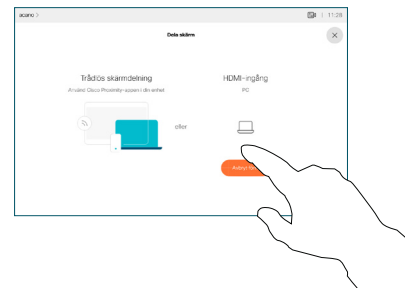 acano >
11:28
Dela skärm
Trådlös skärmdelning
Använd Cisco Proximity-appen i din enhet
eller
HDMI-ingång
PC